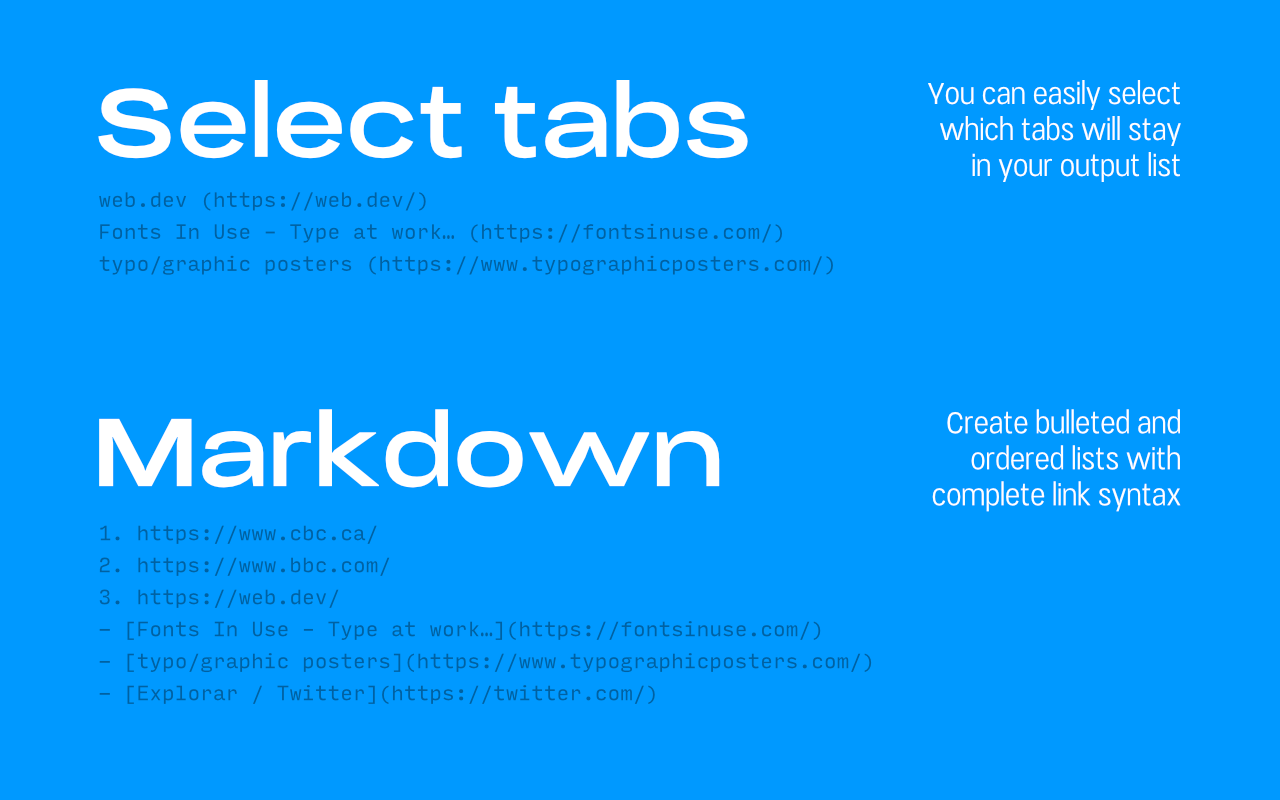 Select tabs
You can easily select
which tabs will stay
in your output list
web.dev (https://web.dev/)
Fonts In Use – Type at work… (https://fontsinuse.com/)
typo/graphic posters (https://www.typographicposters.com/)
Markdown
Create bulleted and
ordered lists with
complete link syntax
1. https://www.cbc.ca/
2. https://www.bbc.com/
3. https://web.dev/
– [Fonts In Use – Type at work…](https://fontsinuse.com/)
– [typo/graphic posters](https://www.typographicposters.com/)
– [Explorar / Twitter](https://twitter.com/)